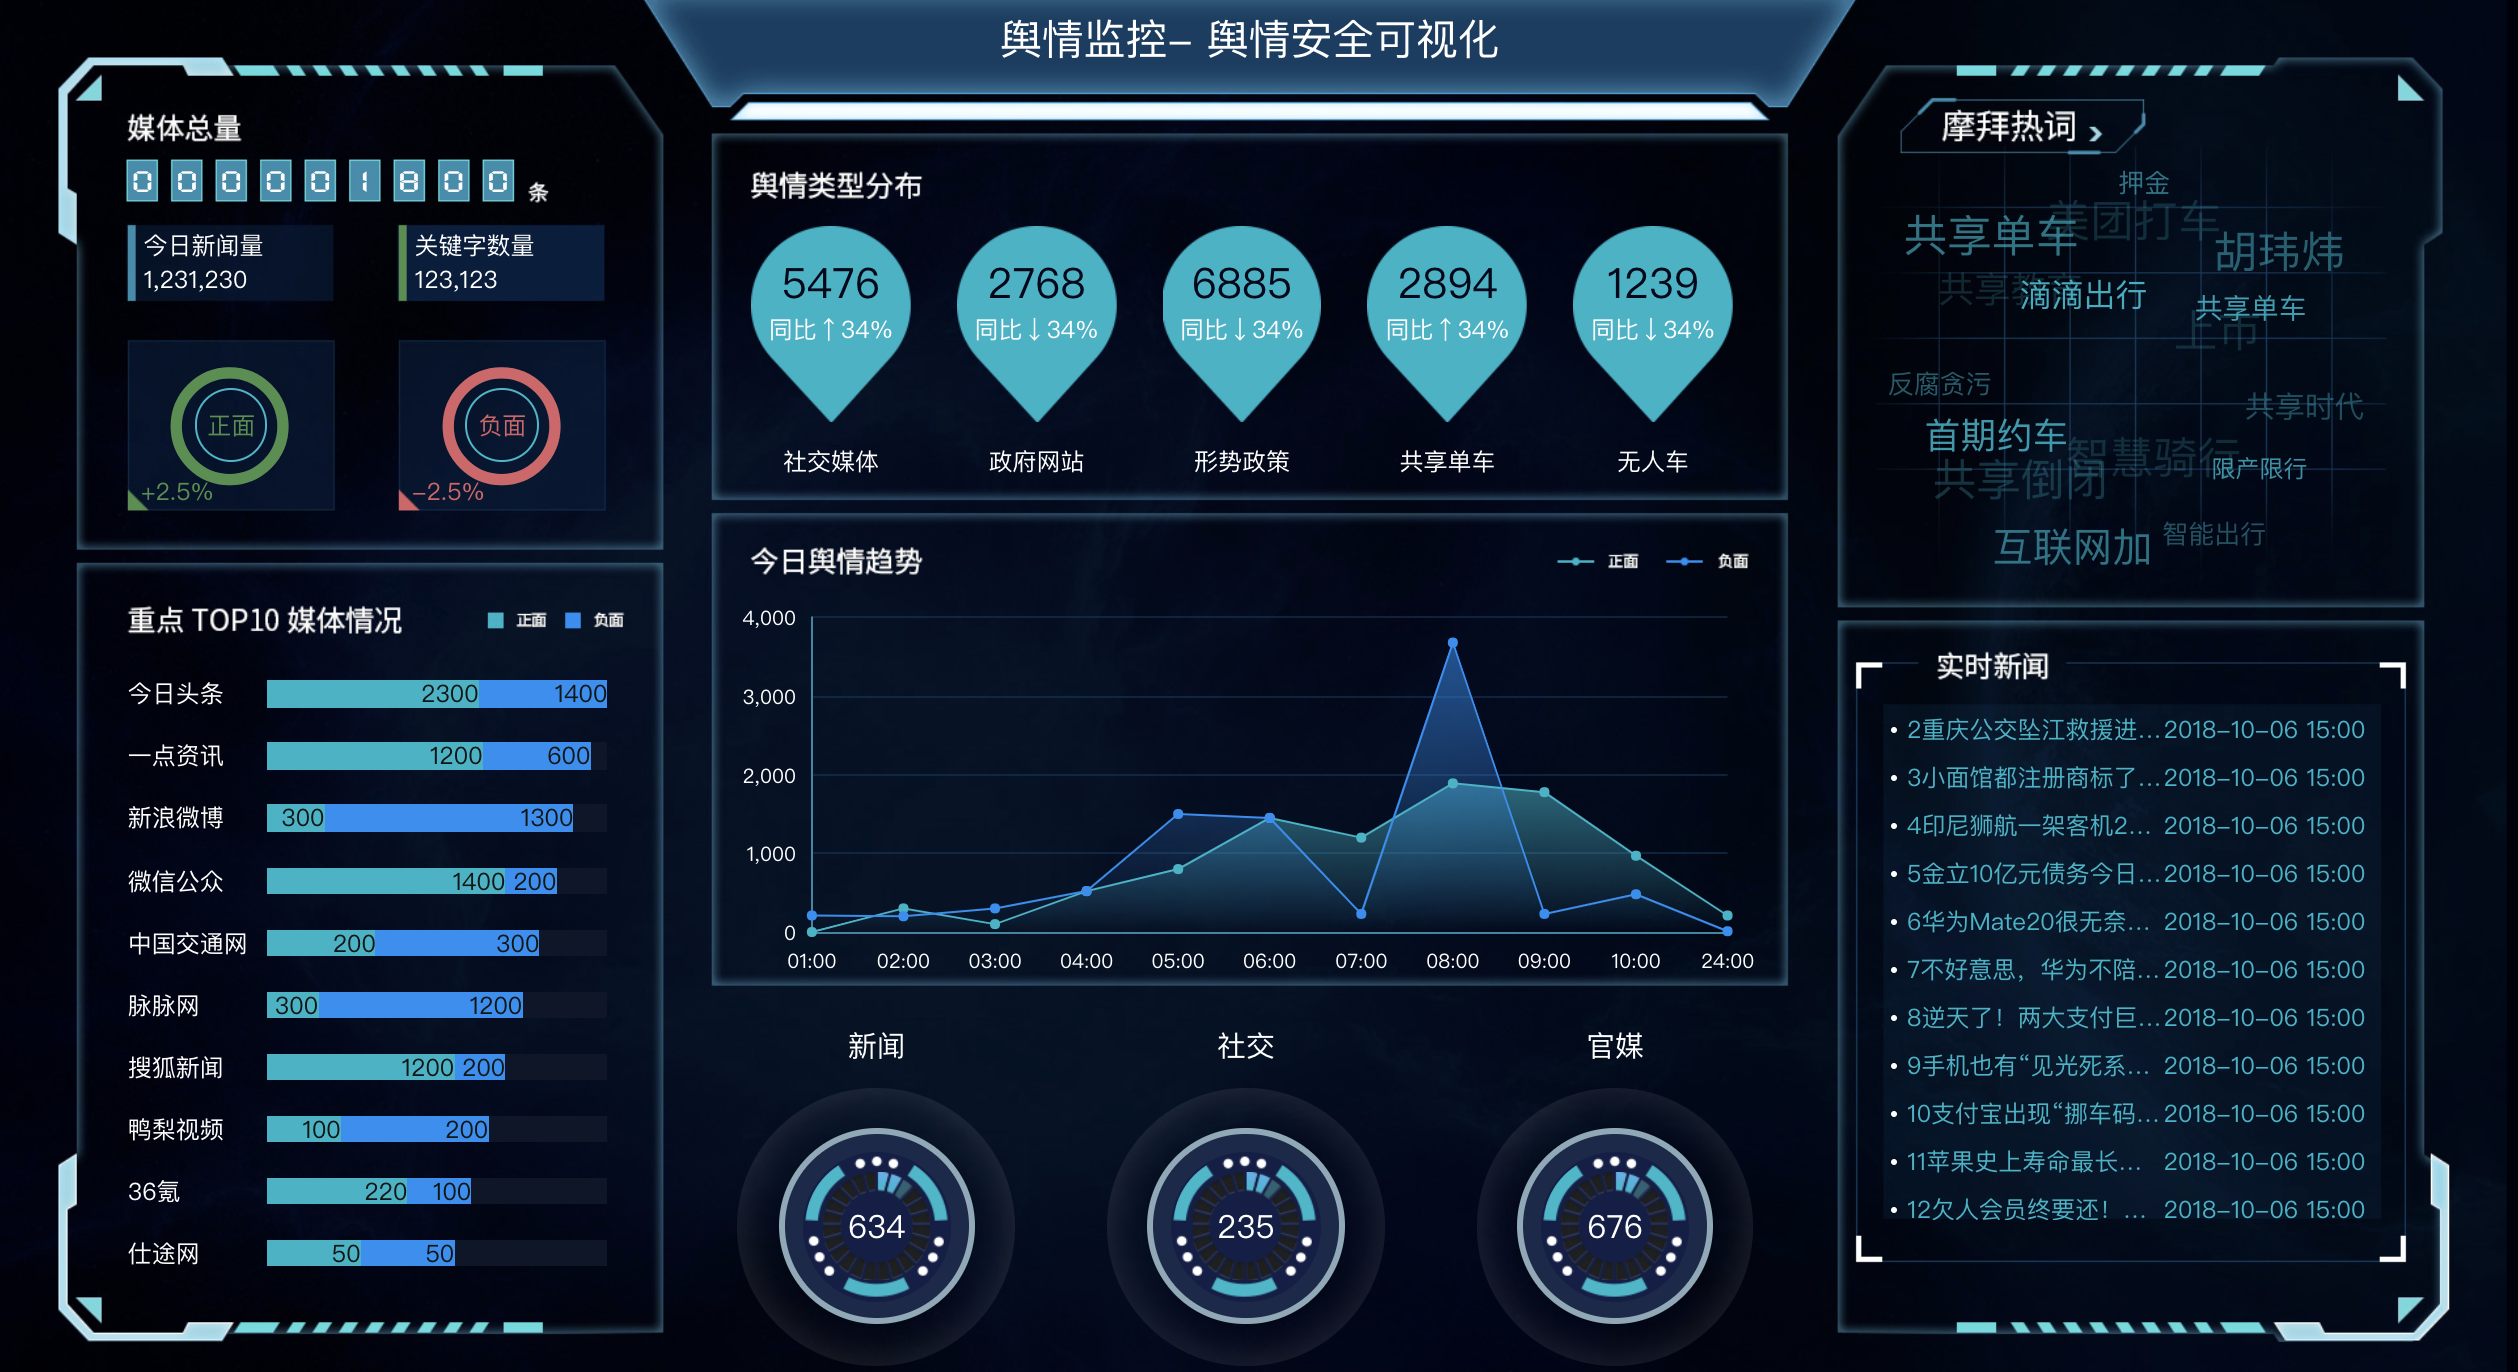 舆情监控– 舆情安全可视化
媒体总量
0000018 00 条
今日新闻量
1,231,230
关键字数量
123,123
正面
+2.5%
负面
–2.5%
重点 TOP10 媒体情况
正面 负面
今日头条 2300 1400
一点资讯 1200 600
新浪微博 300 1300
微信公众 1400 200
中国交通网 200 300
脉脉网 300 1200
搜狐新闻 1200 200
鸭梨视频 100 200
36氪 220 100
仕途网 50 50
舆情类型分布
5476 2768 6885 2894 1239
同比↑34% 同比↓34% 同比↓34% 同比↑34% 同比↓34%
社交媒体 政府网站 形势政策 共享单车 无人车
今日舆情趋势
正面 负面
4,000
3,000
2,000
1,000
0
01:00 02:00 03:00 04:00 05:00 06:00 07:00 08:00 09:00 10:00 24:00
新闻 社交 官媒
634 235 676
摩拜热词 ›
押金
美团打车
共享单车
胡玮炜
滴滴出行
共享单车
上市
反腐贪污
共享时代
首期约车
智慧骑行
限产限行
共享倒闭
互联网加
智能出行
实时新闻
2重庆公交坠江救援进... 2018–10–06 15:00
3小面馆都注册商标了... 2018–10–06 15:00
4印尼狮航一架客机2... 2018–10–06 15:00
5金立10亿元债务今日... 2018–10–06 15:00
6华为Mate20很无奈... 2018–10–06 15:00
7不好意思，华为不陪... 2018–10–06 15:00
8逆天了！两大支付巨... 2018–10–06 15:00
9手机也有“见光死系... 2018–10–06 15:00
10支付宝出现“挪车码... 2018–10–06 15:00
11苹果史上寿命最长... 2018–10–06 15:00
12欠人会员终要还！... 2018–10–06 15:00